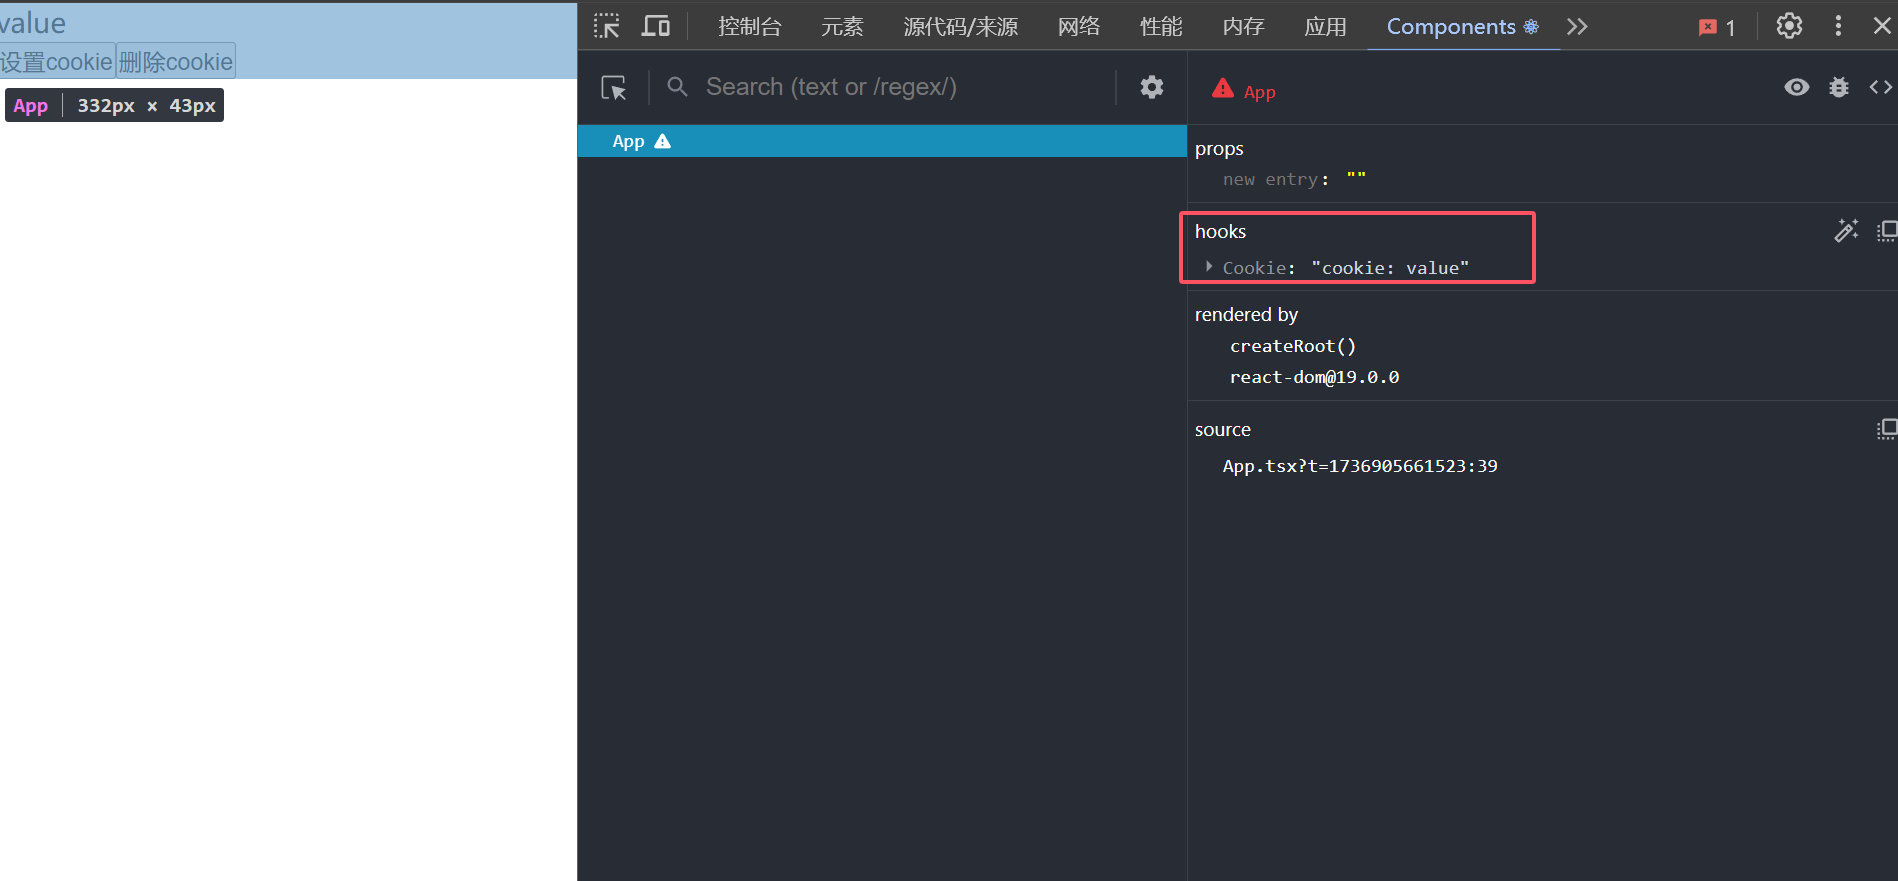 value
设置cookie 删除cookie
App 332px × 43px
控制台 元素 源代码/来源 网络 性能 内存 应用 Components 1
Search (text or /regex/)
App
App
props
new entry: ""
hooks
Cookie: "cookie: value"
rendered by
createRoot()
react-dom@19.0.0
source
App.tsx?t=1736905661523:39